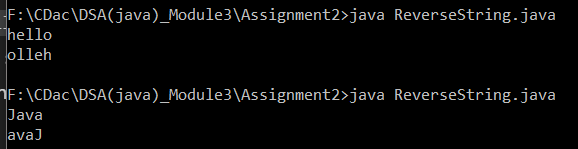 F:\CDac\DSA(java)_Module3\Assignment2>java ReverseString.java
hello
olleh
F:\CDac\DSA(java)_Module3\Assignment2>java ReverseString.java
Java
avaJ